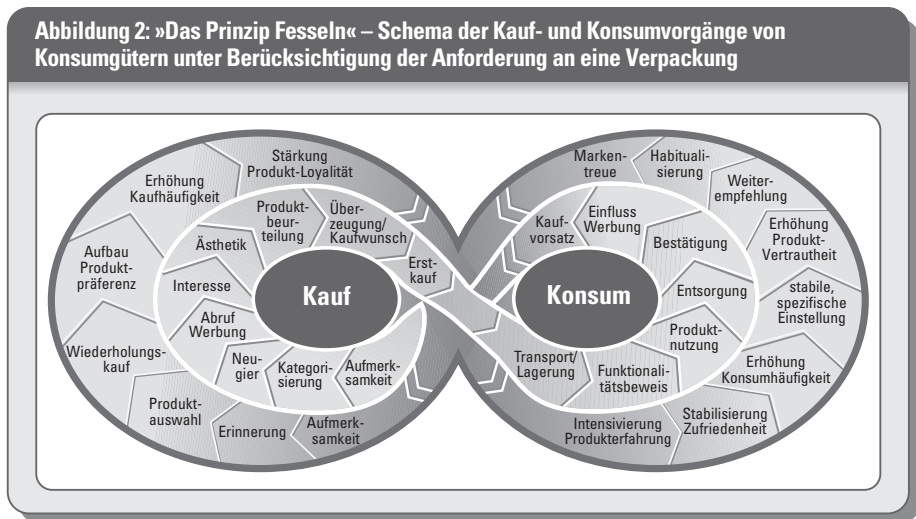 Abbildung 2: »Das Prinzip Fesseln« – Schema der Kauf- und Konsumvorgänge von
Konsumgütern unter Berücksichtigung der Anforderung an eine Verpackung
Stärkung
Produkt-Loyalität
Erhöhung
Kaufhäufigkeit
Aufbau
Produkt-
präferenz
Wiederholungs-
kauf
Produkt-
auswahl
Erinnerung
Aufmerk-
samkeit
Über-
zeugung/
Kaufwunsch
Produkt-
beur-
teilung
Ästhetik
Interesse
Abruf
Werbung
Neu-
gier
Kategori-
sierung
Aufmerk-
samkeit
Erst-
kauf
Kauf
Marken-
treue
Habituali-
sierung
Weiter-
empfehlung
Erhöhung
Produkt-
Vertrautheit
stabile,
spezifische
Einstellung
Erhöhung
Konsumhäufigkeit
Stabilisierung
Zufriedenheit
Intensivierung
Produkterfahrung
Kauf-
vorsatz
Einfluss
Werbung
Bestätigung
Entsorgung
Produkt-
nutzung
Funktionali-
tätsbeweis
Transport/
Lagerung
Konsum